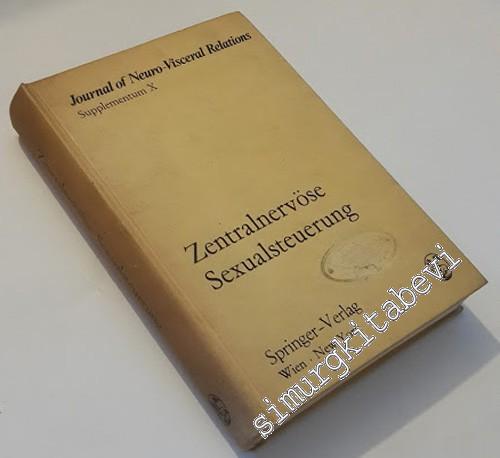 Journal of Neuro-Visceral Relations
Supplementum X
Zentralnervöse
Sexualsteuerung
Springer-Verlag
Wien · New York
simurgkitabevi